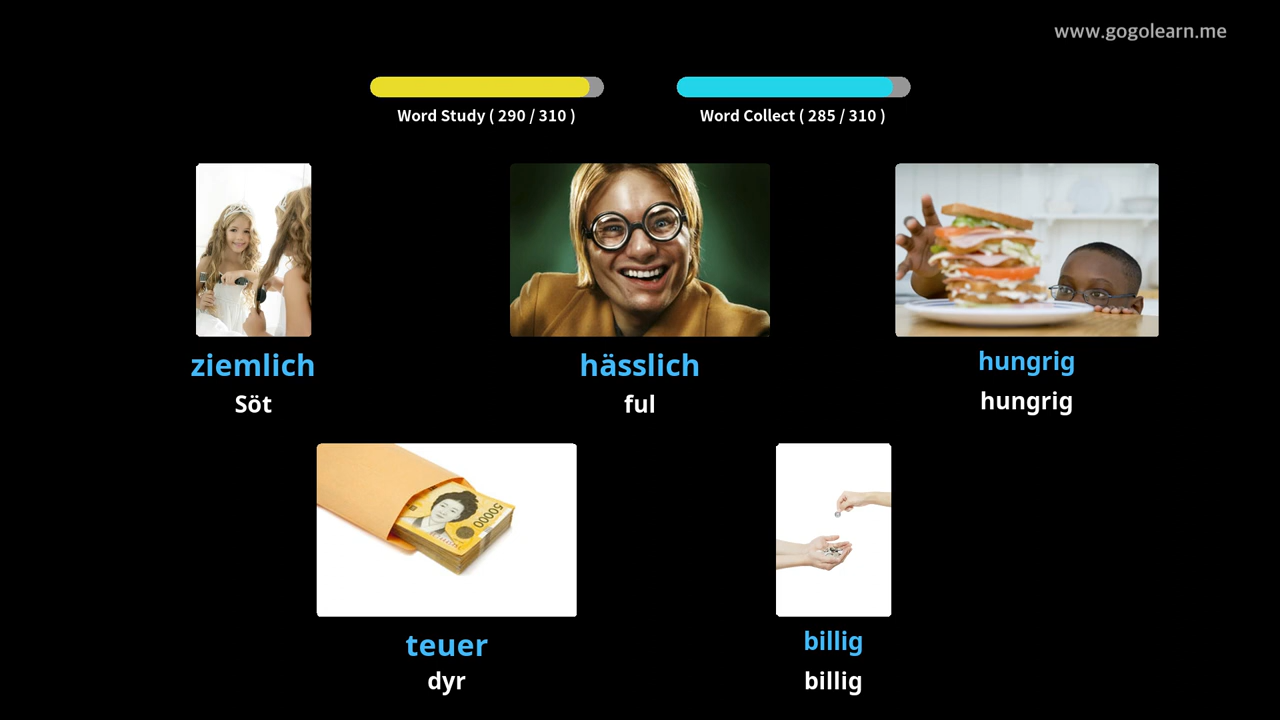 www.gogolearn.me
Word Study ( 290 / 310 )
Word Collect ( 285 / 310 )
ziemlich
Söt
hässlich
ful
hungrig
hungrig
50000
teuer
dyr
billig
billig